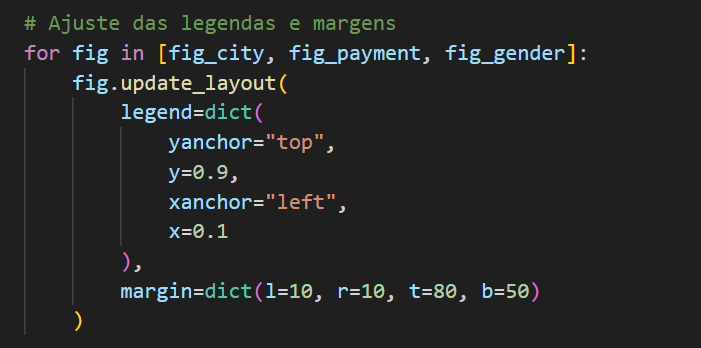 # Ajuste das legendas e margens
for fig in [fig_city, fig_payment, fig_gender]:
    fig.update_layout(
        legend=dict(
            yanchor="top",
            y=0.9,
            xanchor="left",
            x=0.1
        ),
        margin=dict(l=10, r=10, t=80, b=50)
    )